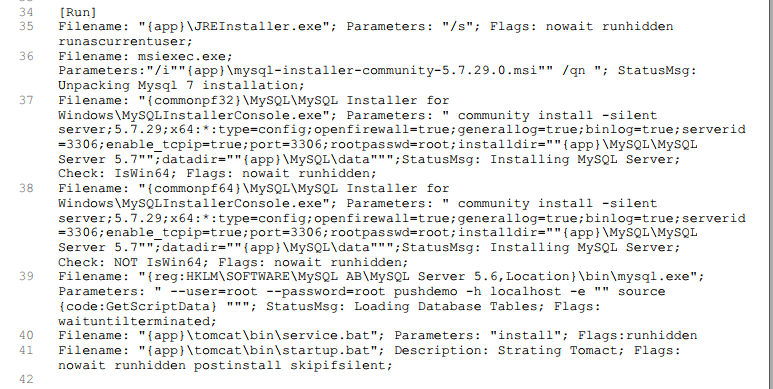 34 [Run]
35 Filename: "{app}\JREInstaller.exe"; Parameters: "/s"; Flags: nowait runhidden
runascurrentuser;
36 Filename: msiexec.exe;
Parameters:"/i""{app}\mysql-installer-community-5.7.29.0.msi"" /qn "; StatusMsg:
Unpacking Mysql 7 installation;
37 Filename: "{commonpf32}\MySQL\MySQL Installer for
Windows\MySQLInstallerConsole.exe"; Parameters: " community install -silent
server;5.7.29;x64:*:type=config;openfirewall=true;generallog=true;binlog=true;serverid
=3306;enable_tcpip=true;port=3306;rootpasswd=root;installdir=""{app}\MySQL\MySQL
Server 5.7"";datadir=""{app}\MySQL\data""";StatusMsg: Installing MySQL Server;
Check: IsWin64; Flags: nowait runhidden;
38 Filename: "{commonpf64}\MySQL\MySQL Installer for
Windows\MySQLInstallerConsole.exe"; Parameters: " community install -silent
server;5.7.29;x64:*:type=config;openfirewall=true;generallog=true;binlog=true;serverid
=3306;enable_tcpip=true;port=3306;rootpasswd=root;installdir=""{app}\MySQL\MySQL
Server 5.7"";datadir=""{app}\MySQL\data""";StatusMsg: Installing MySQL Server;
Check: NOT IsWin64; Flags: nowait runhidden;
39 Filename: "{reg:HKLM\SOFTWARE\MySQL AB\MySQL Server 5.6,Location}\bin\mysql.exe";
Parameters: " --user=root --password=root pushdemo -h localhost -e "" source
{code:GetScriptData} """; StatusMsg: Loading Database Tables; Flags:
waituntilterminated;
40 Filename: "{app}\tomcat\bin\service.bat"; Parameters: "install"; Flags:runhidden
41 Filename: "{app}\tomcat\bin\startup.bat"; Description: Strating Tomact; Flags:
nowait runhidden postinstall skipifsilent;
42